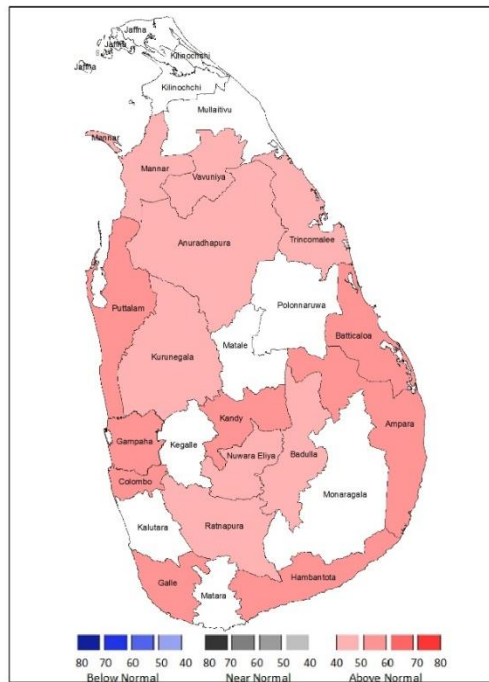 Jaffna
Jaffna
Kilinochchi
Jaffna
Kilinochchi
Mullaitivu
Mannar
Mannar
Vavuniya
Anuradhapura
Trincomalee
Polonnaruwa
Puttalam
Batticaloa
Matale
Kurunegala
Kandy
Ampara
Gampaha
Kegalle
Nuwara Eliya
Badulla
Colombo
Monaragala
Kalutara
Ratnapura
Galle
Hambantota
Matara
80 70 60 50 40 80 70 60 50 40 40 50 60 70 80
Below Normal Near Normal Above Normal